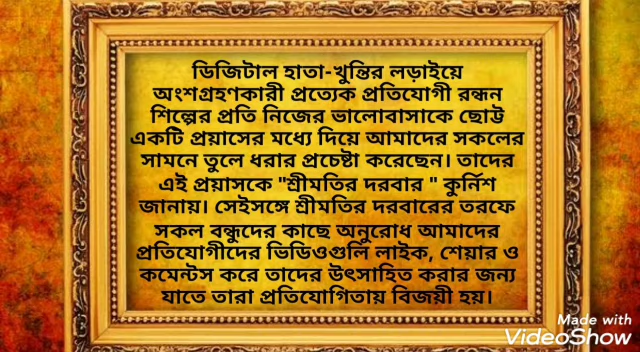 ডিজিটাল হাতা-খুন্তির লড়াইয়ে
অংশগ্রহণকারী প্রত্যেক প্রতিযোগী রন্ধন
শিল্পের প্রতি নিজের ভালোবাসাকে ছোট্ট
একটি প্রয়াসের মধ্যে দিয়ে আমাদের সকলের
সামনে তুলে ধরার প্রচেষ্টা করেছেন। তাদের
এই প্রয়াসকে "শ্রীমতির দরবার " কুর্নিশ
জানায়। সেইসঙ্গে শ্রীমতির দরবারের তরফে
সকল বন্ধুদের কাছে অনুরোধ আমাদের
প্রতিযোগীদের ভিডিওগুলি লাইক, শেয়ার ও
কমেন্টস করে তাদের উৎসাহিত করার জন্য
যাতে তারা প্রতিযোগিতায় বিজয়ী হয়।
Made with
VideoShow